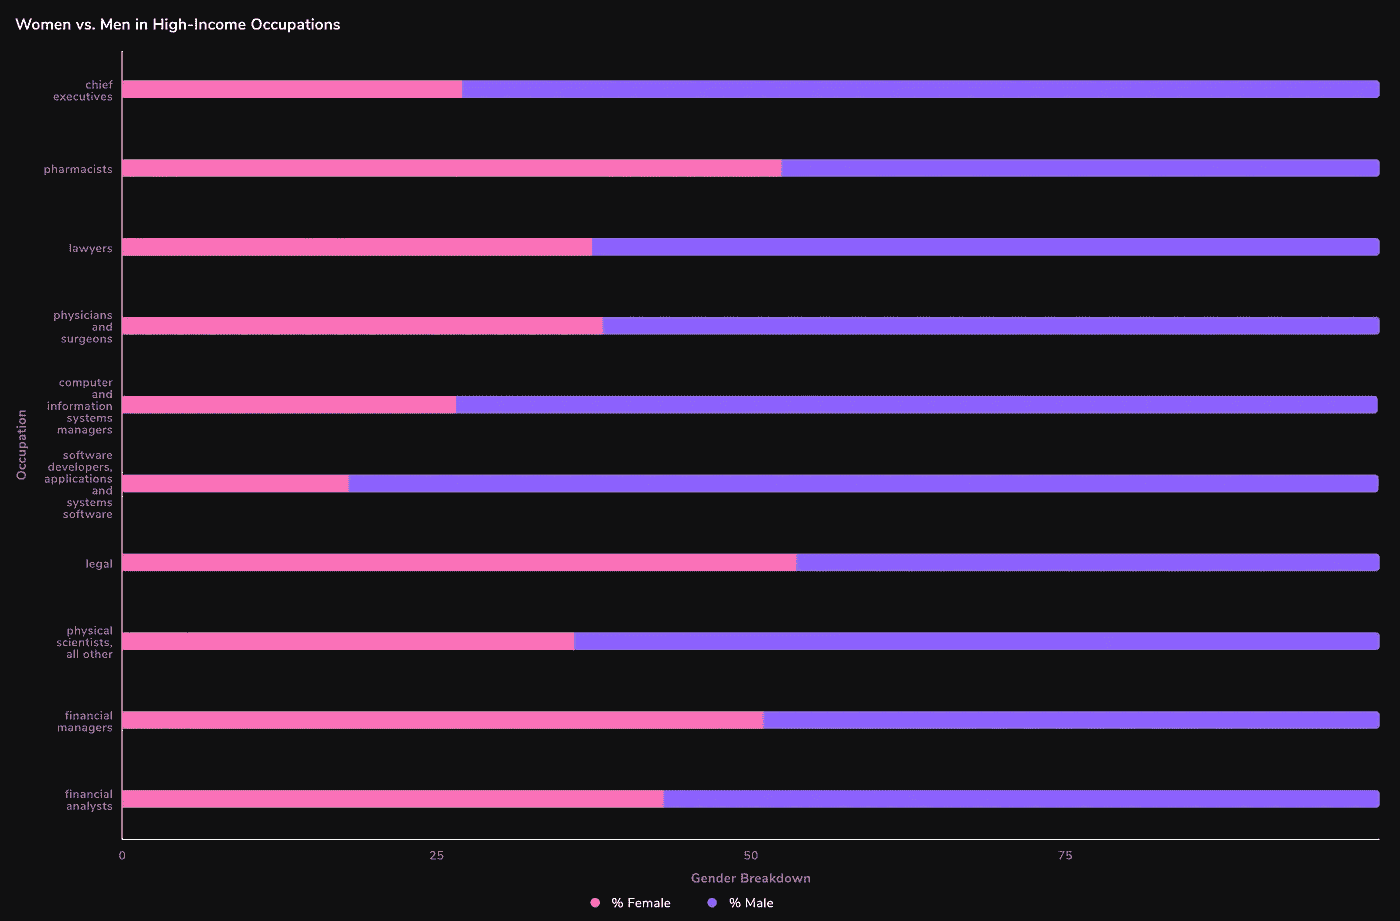 Women vs. Men in High-Income Occupations
chief
executives
pharmacists
lawyers
physicians
and
surgeons
computer
and
information
systems
managers
software
developers,
applications
and
systems
software
legal
physical
scientists,
all other
financial
managers
financial
analysts
Occupation
0 25 50 75
Gender Breakdown
% Female % Male